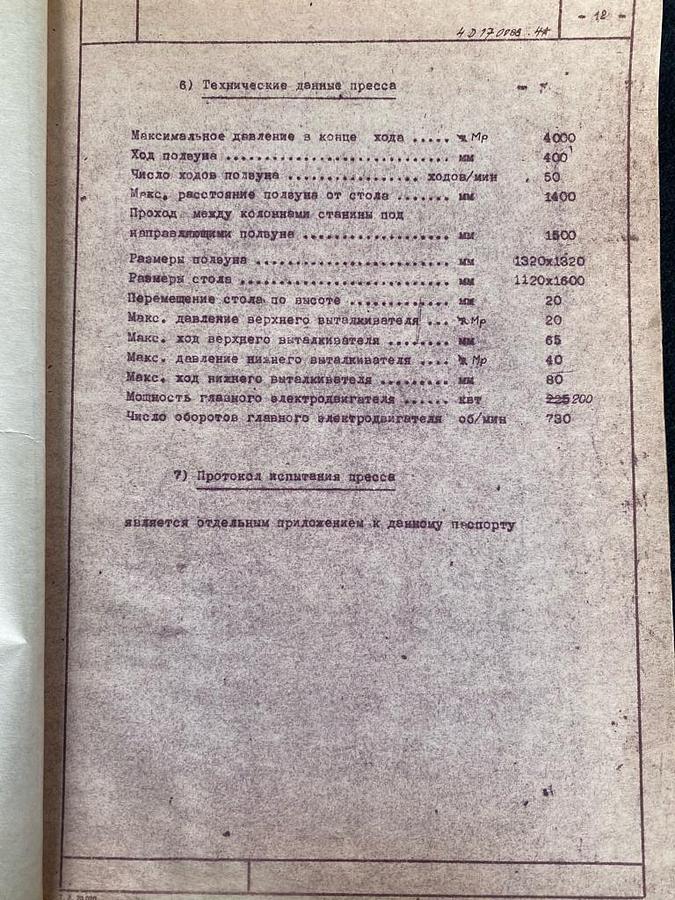 - 12 -
6) Технические данные пресса
Максимальное давление в конце хода ..... Мр 4000
Ход ползуна ............................ мм 400
Число ходов ползуна ................ ходов/мин 50
Макс. расстояние ползуна от стола ....... мм 1400
Проход между колоннами станины под
направляющими ползуна .................. мм 1500
Размеры ползуна ........................ мм 1320х1320
Размеры стола .......................... мм 1120х1600
Перемещение стола по высоте ............ мм 20
Макс. давление верхнего выталкивателя ... Мр 20
Макс. ход верхнего выталкивателя ........ мм 65
Макс. давление нижнего выталкивателя .... Мр 40
Макс. ход нижнего выталкивателя ......... мм 80
Мощность главного электродвигателя ...... квт 225 200
Число оборотов главного электродвигателя об/мин 730
7) Протокол испытания пресса
является отдельным приложением к данному паспорту